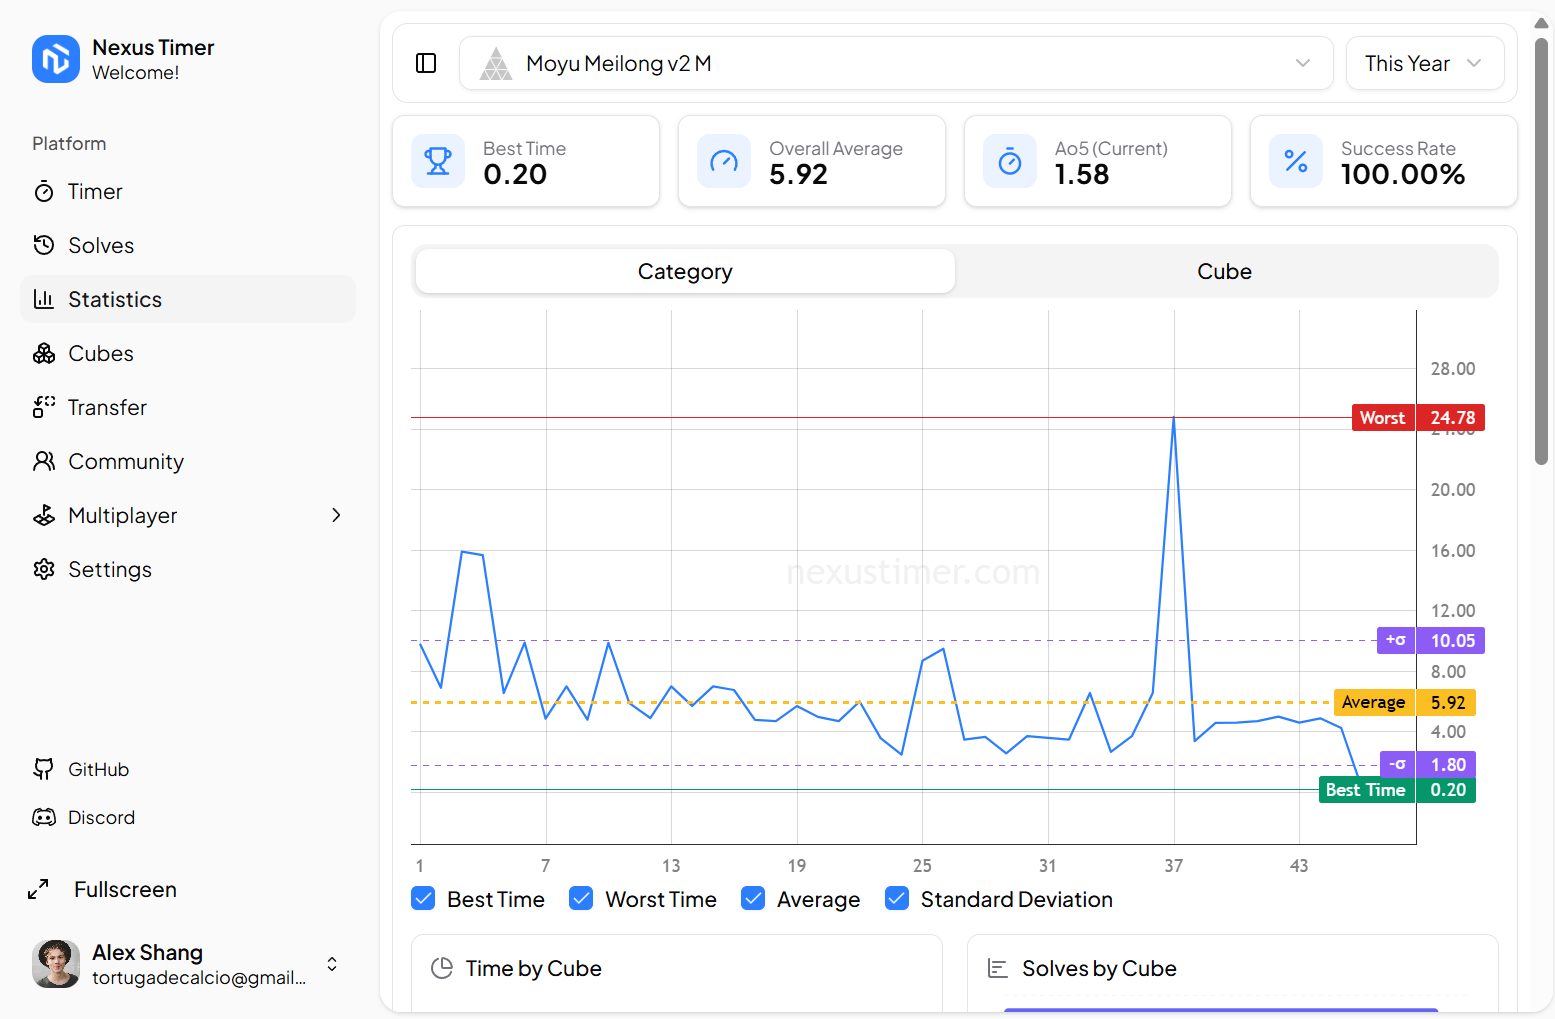 Nexus Timer
Welcome!
Platform
Timer
Solves
Statistics
Cubes
Transfer
Community
Multiplayer
Settings
GitHub
Discord
Fullscreen
Alex Shang
tortugadecalcio@gmail...
Moyu Meilong v2 M
This Year
Best Time
0.20
Overall Average
5.92
Ao5 (Current)
1.58
Success Rate
100.00%
Category
Cube
nexustimer.com
28.00
Worst 24.78
24.00
20.00
16.00
12.00
+σ 10.05
8.00
Average 5.92
4.00
-σ 1.80
Best Time 0.20
1 7 13 19 25 31 37 43
Best Time Worst Time Average Standard Deviation
Time by Cube
Solves by Cube